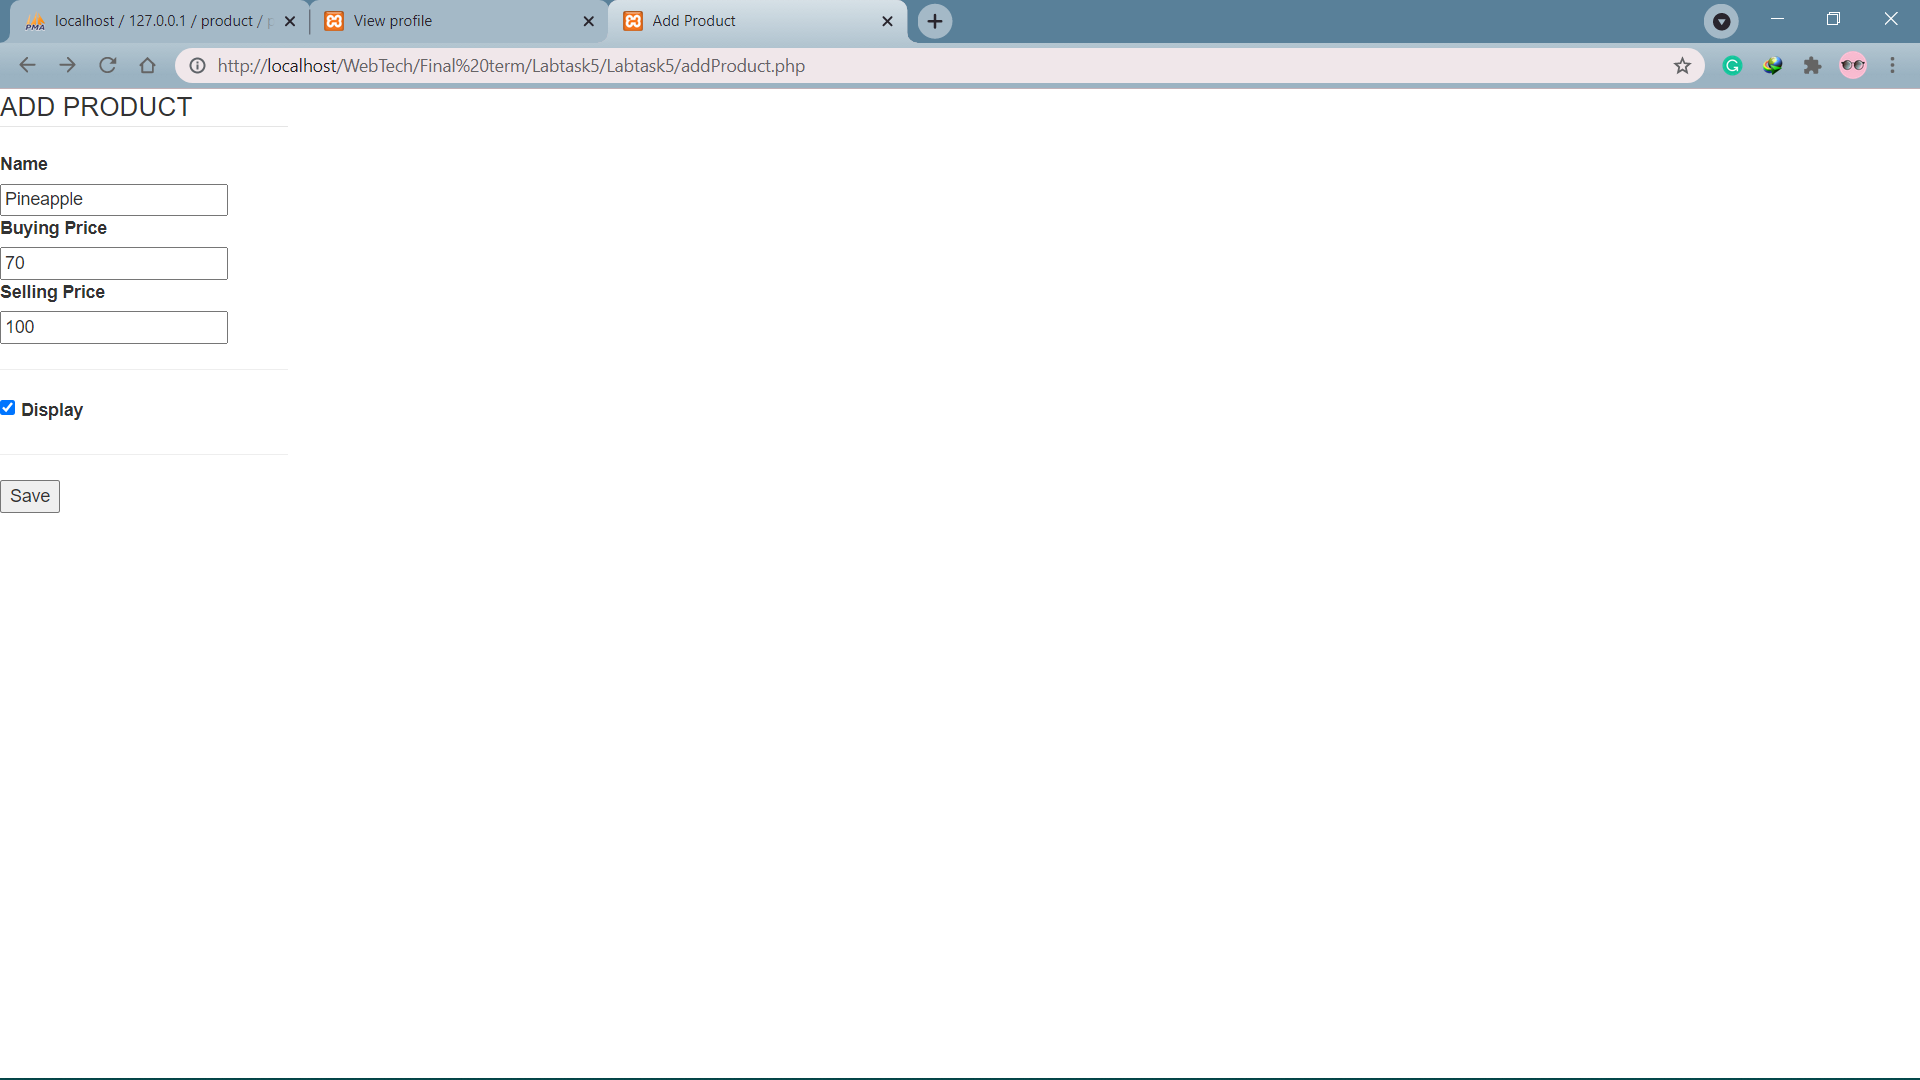 localhost / 127.0.0.1 / product / p
View profile
Add Product
http://localhost/WebTech/Final%20term/Labtask5/Labtask5/addProduct.php
ADD PRODUCT
Name
Pineapple
Buying Price
70
Selling Price
100
Display
Save